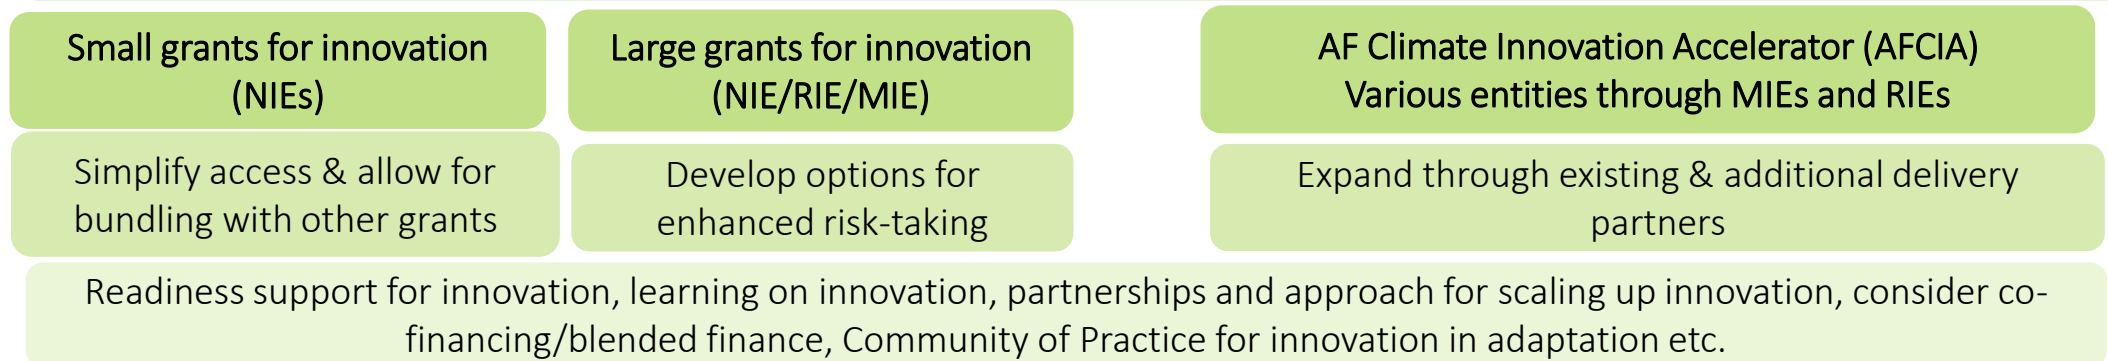 Small grants for innovation
(NIEs)
Large grants for innovation
(NIE/RIE/MIE)
AF Climate Innovation Accelerator (AFCIA)
Various entities through MIEs and RIEs
Simplify access & allow for
bundling with other grants
Develop options for
enhanced risk-taking
Expand through existing & additional delivery
partners
Readiness support for innovation, learning on innovation, partnerships and approach for scaling up innovation, consider co-
financing/blended finance, Community of Practice for innovation in adaptation etc.